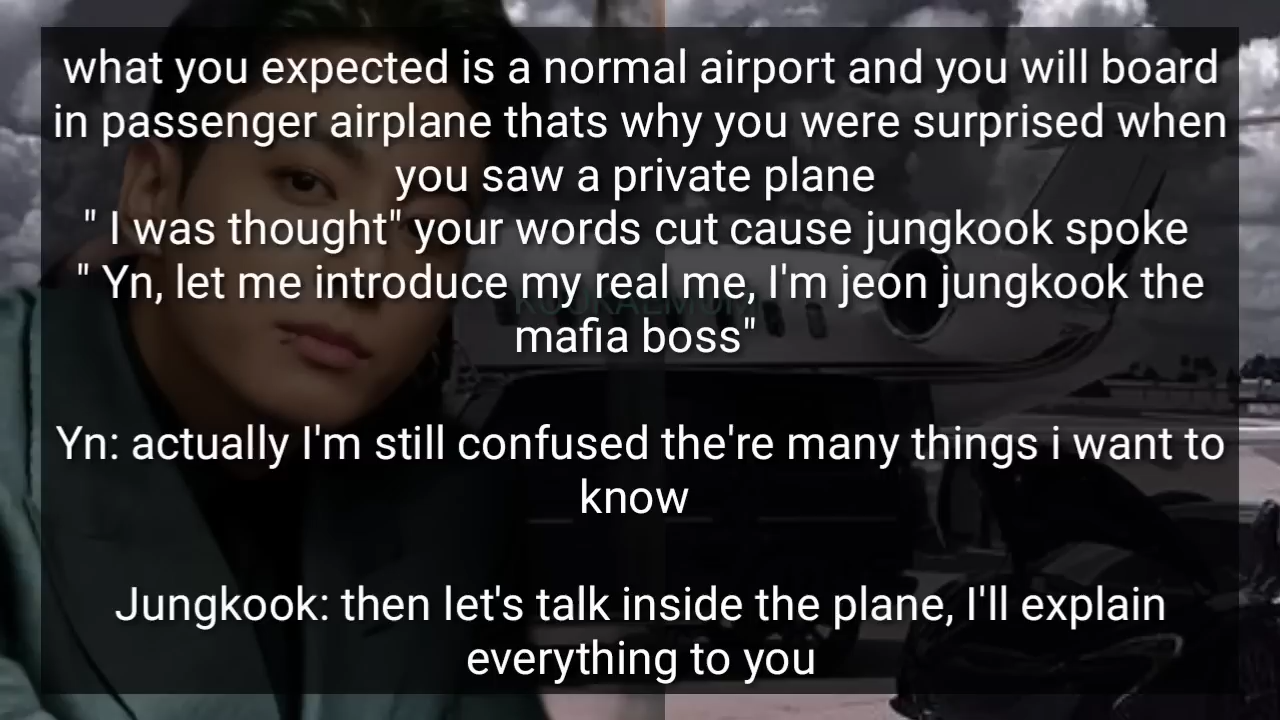 what you expected is a normal airport and you will board
in passenger airplane thats why you were surprised when
you saw a private plane
" I was thought" your words cut cause jungkook spoke
" Yn, let me introduce my real me, I'm jeon jungkook the
mafia boss"
Yn: actually I'm still confused the're many things i want to
know
Jungkook: then let's talk inside the plane, I'll explain
everything to you